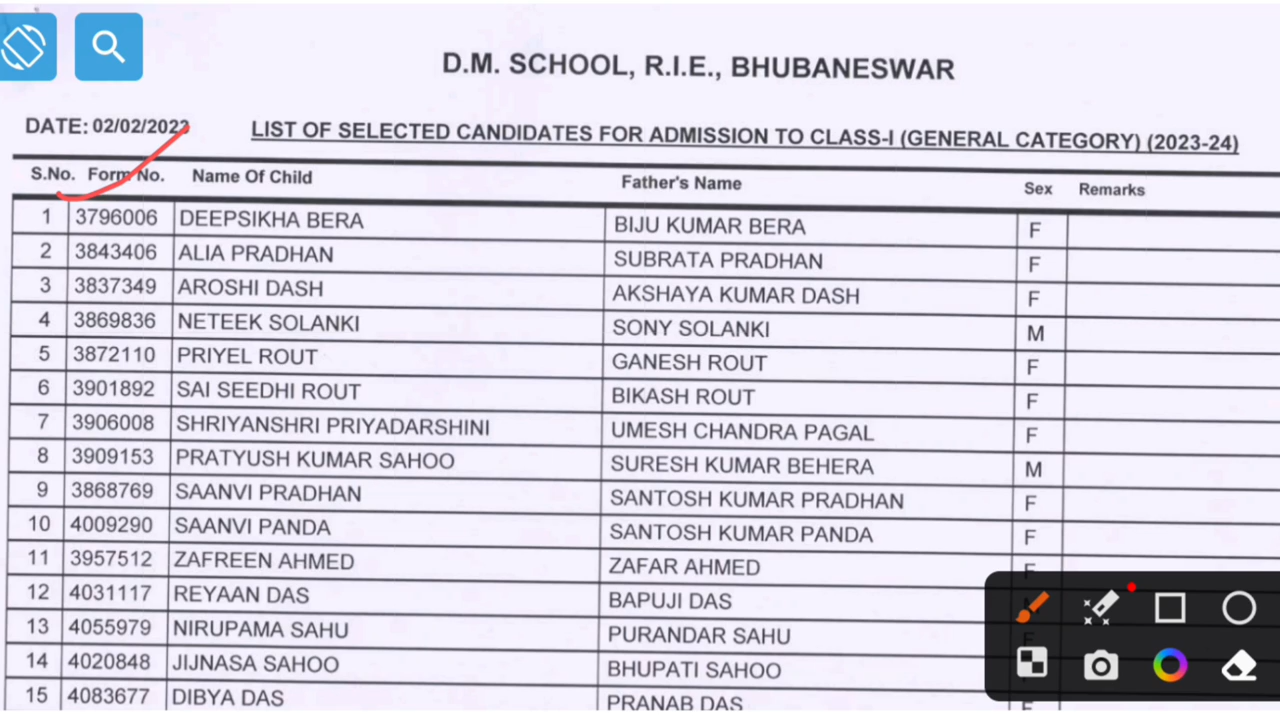 D.M. SCHOOL, R.I.E., BHUBANESWAR
DATE: 02/02/2023 LIST OF SELECTED CANDIDATES FOR ADMISSION TO CLASS-I (GENERAL CATEGORY) (2023-24)
S.No. Form No. Name Of Child Father's Name Sex Remarks
1 3796006 DEEPSIKHA BERA BIJU KUMAR BERA F
2 3843406 ALIA PRADHAN SUBRATA PRADHAN F
3 3837349 AROSHI DASH AKSHAYA KUMAR DASH F
4 3869836 NETEEK SOLANKI SONY SOLANKI M
5 3872110 PRIYEL ROUT GANESH ROUT F
6 3901892 SAI SEEDHI ROUT BIKASH ROUT F
7 3906008 SHRIYANSHRI PRIYADARSHINI UMESH CHANDRA PAGAL F
8 3909153 PRATYUSH KUMAR SAHOO SURESH KUMAR BEHERA M
9 3868769 SAANVI PRADHAN SANTOSH KUMAR PRADHAN F
10 4009290 SAANVI PANDA SANTOSH KUMAR PANDA F
11 3957512 ZAFREEN AHMED ZAFAR AHMED F
12 4031117 REYAAN DAS BAPUJI DAS
13 4055979 NIRUPAMA SAHU PURANDAR SAHU F
14 4020848 JIJNASA SAHOO BHUPATI SAHOO
15 4083677 DIBYA DAS PRANAB DAS